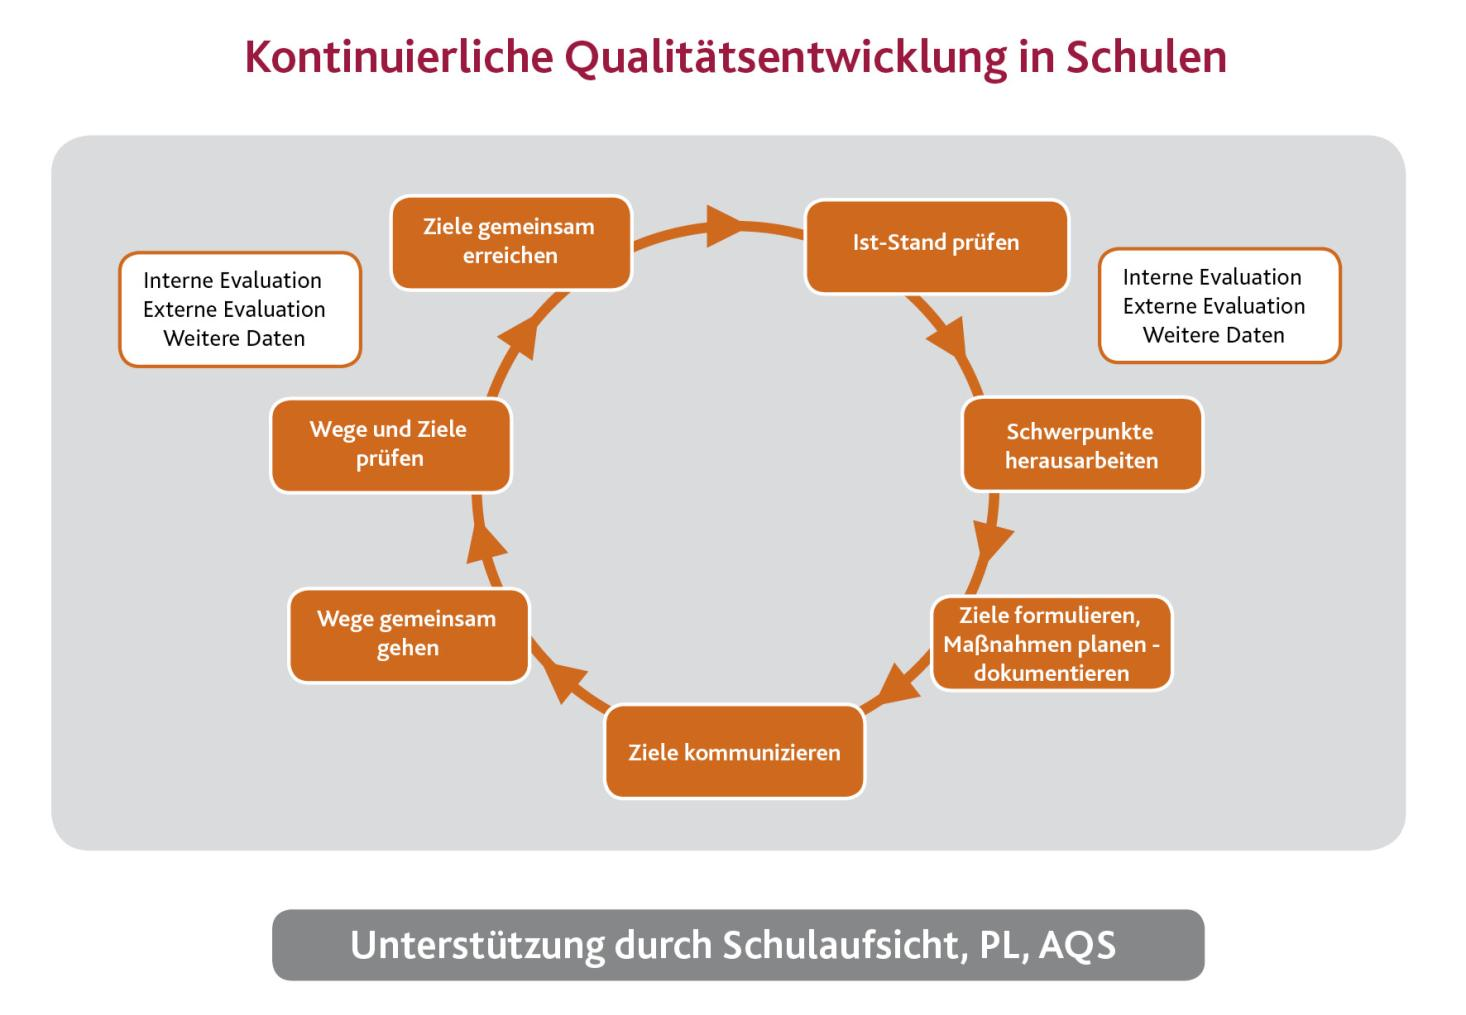 Kontinuierliche Qualitätsentwicklung in Schulen
Ziele gemeinsam
erreichen
Ist-Stand prüfen
Interne Evaluation
Externe Evaluation
Weitere Daten
Interne Evaluation
Externe Evaluation
Weitere Daten
Wege und Ziele
prüfen
Schwerpunkte
herausarbeiten
Wege gemeinsam
gehen
Ziele formulieren,
Maßnahmen planen -
dokumentieren
Ziele kommunizieren
Unterstützung durch Schulaufsicht, PL, AQS